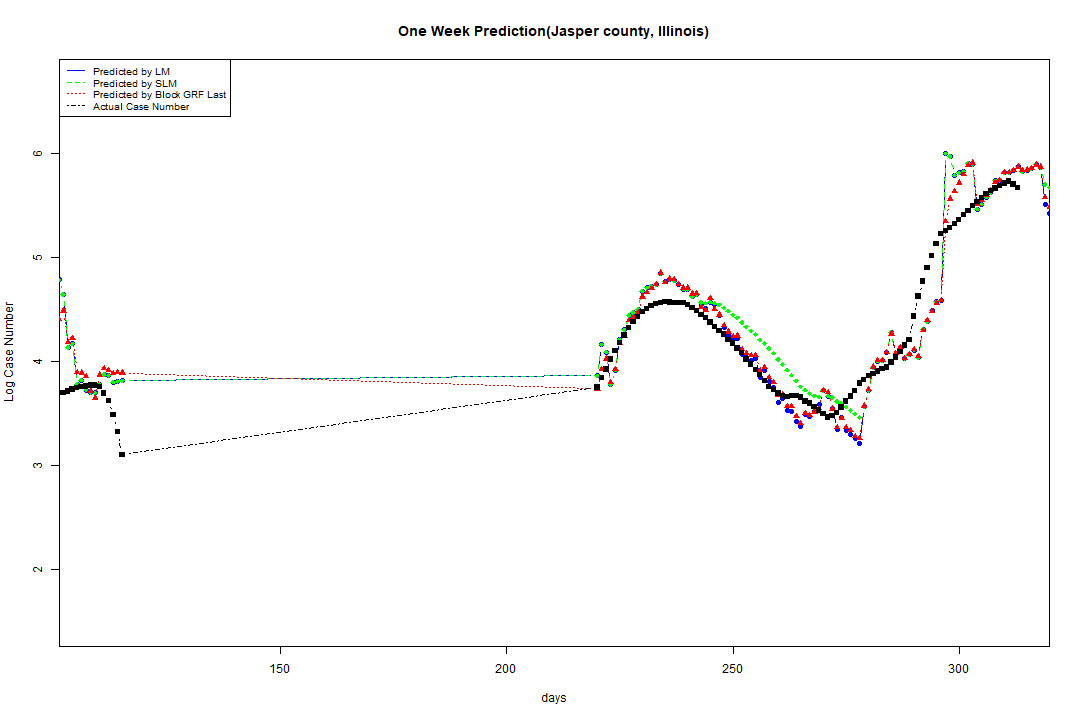 One Week Prediction(Jasper county, Illinois)
Predicted by LM
Predicted by SLM
Predicted by Block GRF Last
Actual Case Number
6
5
4
3
2
Log Case Number
150
200
250
300
days